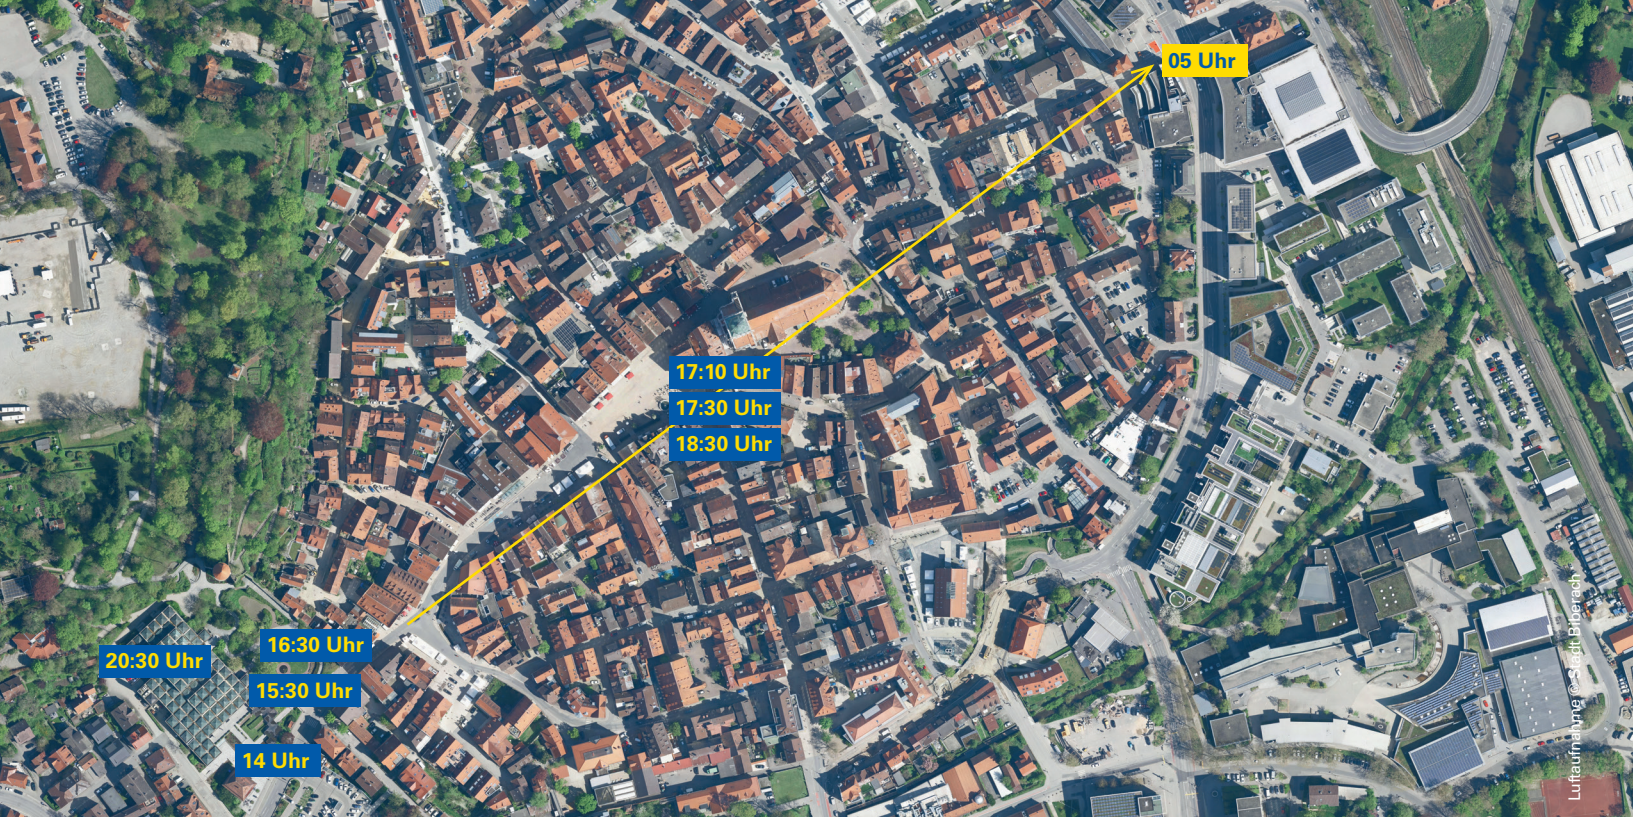 05 Uhr
17:10 Uhr
17:30 Uhr
18:30 Uhr
16:30 Uhr
20:30 Uhr
15:30 Uhr
14 Uhr
Luftaufnahme © Stadt Biberach